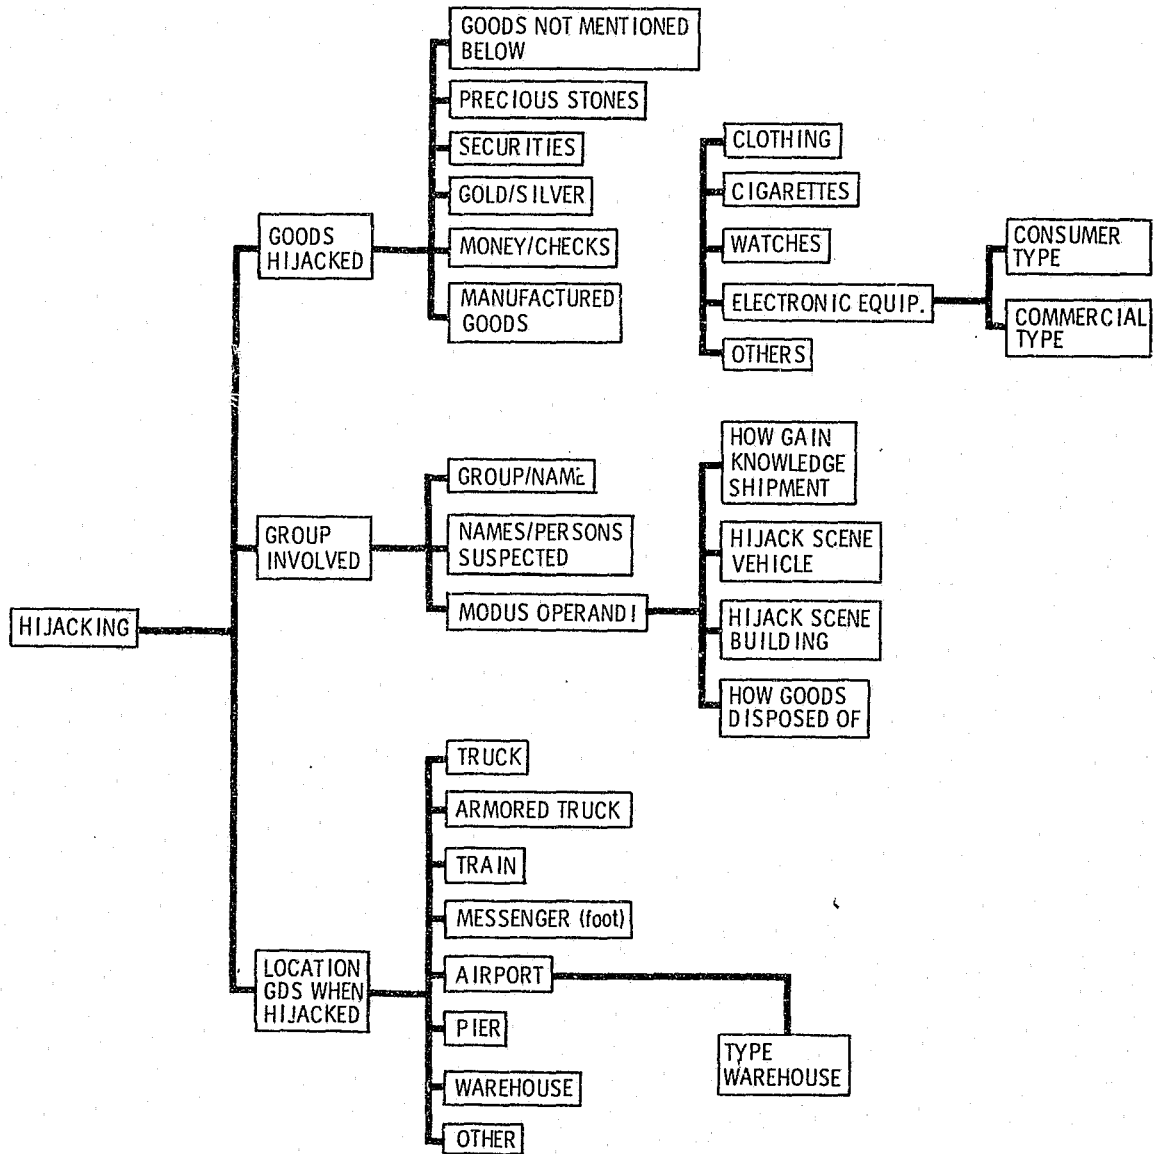 GOODS NOT MENTIONED
BELOW
PRECIOUS STONES
SECURITIES
GOLD/SILVER
MONEY/CHECKS
MANUFACTURED
GOODS
GOODS
HIJACKED
CLOTHING
CIGARETTES
WATCHES
ELECTRONIC EQUIP.
OTHERS
CONSUMER
TYPE
COMMERCIAL
TYPE
GROUP/NAME
NAMES/PERSONS
SUSPECTED
MODUS OPERANDI
GROUP
INVOLVED
HOW GAIN
KNOWLEDGE
SHIPMENT
HIJACK SCENE
VEHICLE
HIJACK SCENE
BUILDING
HOW GOODS
DISPOSED OF
HIJACKING
TRUCK
ARMORED TRUCK
TRAIN
MESSENGER (foot)
AIRPORT
PIER
WAREHOUSE
OTHER
LOCATION
GDS WHEN
HIJACKED
TYPE
WAREHOUSE